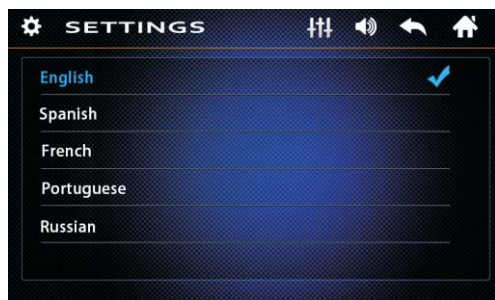 SETTINGS
English
Spanish
French
Portuguese
Russian